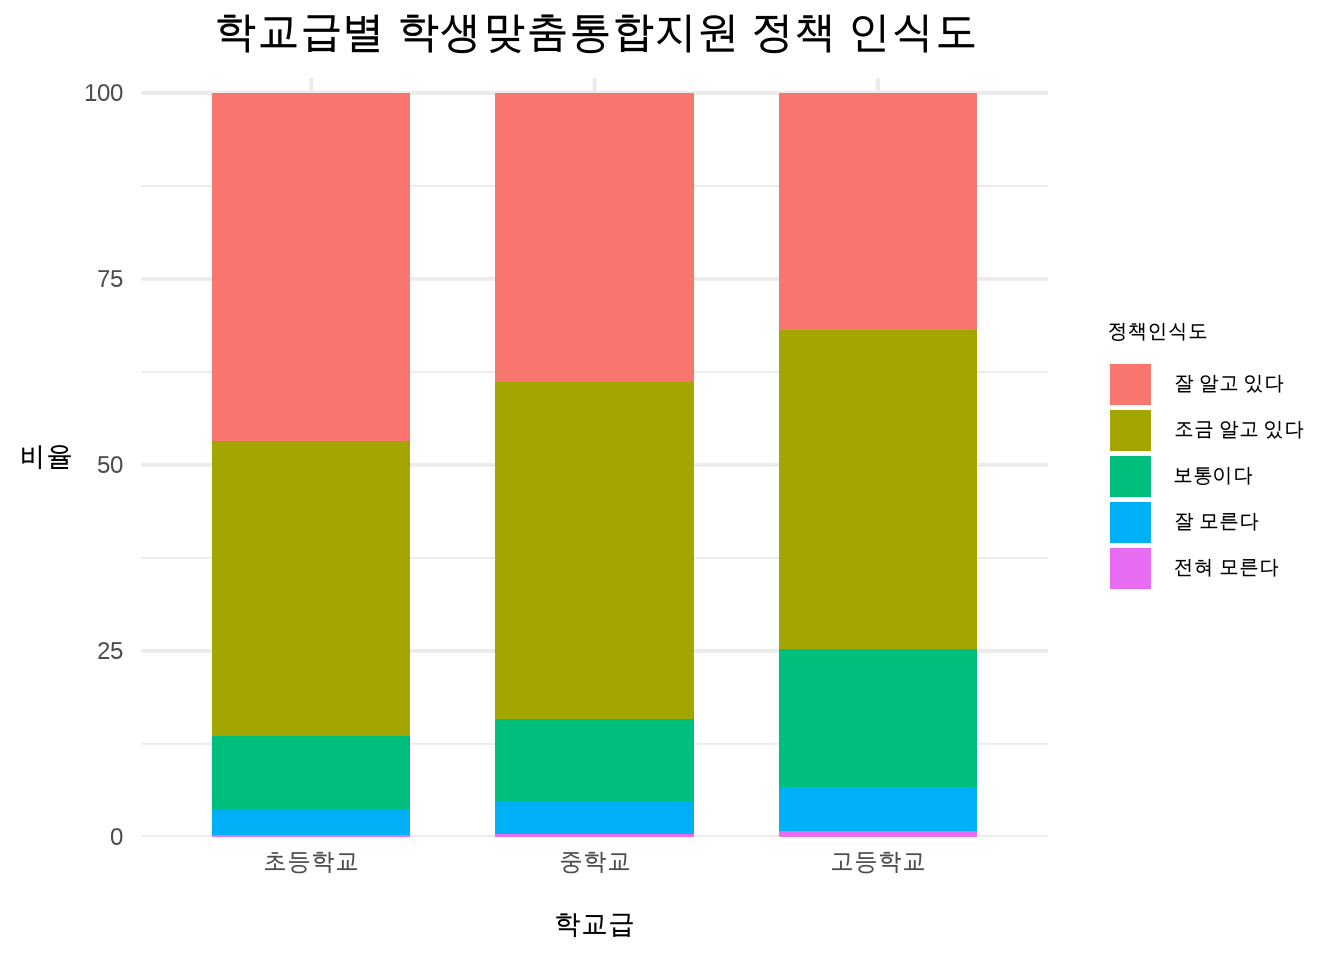 학교급별 학생맞춤통합지원 정책 인식도
100
75
50
25
0
비율
초등학교 중학교 고등학교
학교급
정책인식도
잘 알고 있다
조금 알고 있다
보통이다
잘 모른다
전혀 모른다